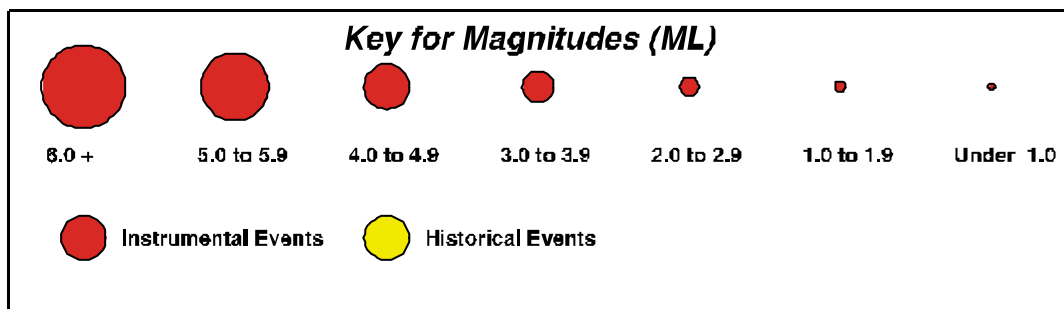 Key for Magnitudes (ML)
6.0 + 5.0 to 5.9 4.0 to 4.9 3.0 to 3.9 2.0 to 2.9 1.0 to 1.9 Under 1.0
Instrumental Events Historical Events